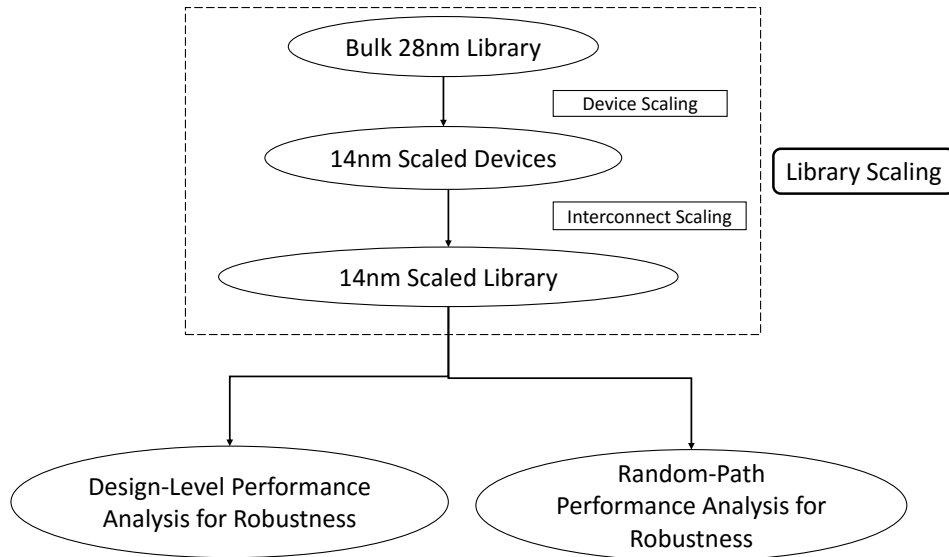 Bulk 28nm Library
Device Scaling
14nm Scaled Devices
Library Scaling
Interconnect Scaling
14nm Scaled Library
Design-Level Performance
Analysis for Robustness
Random-Path
Performance Analysis for
Robustness